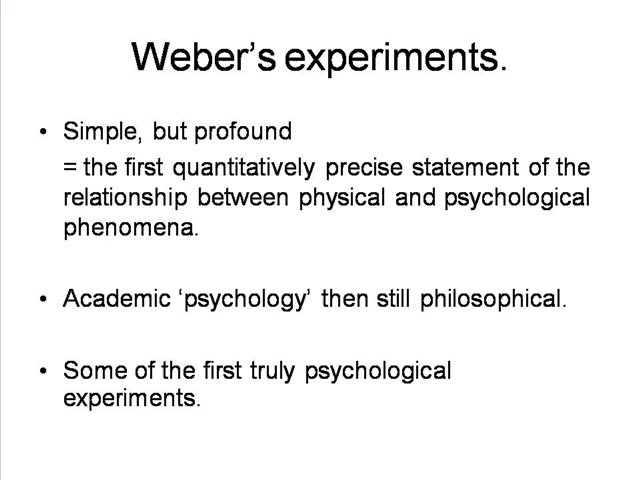 Weber's experiments.
• Simple, but profound
= the first quantitatively precise statement of the
relationship between physical and psychological
phenomena.
• Academic ‘psychology’ then still philosophical.
• Some of the first truly psychological
experiments.